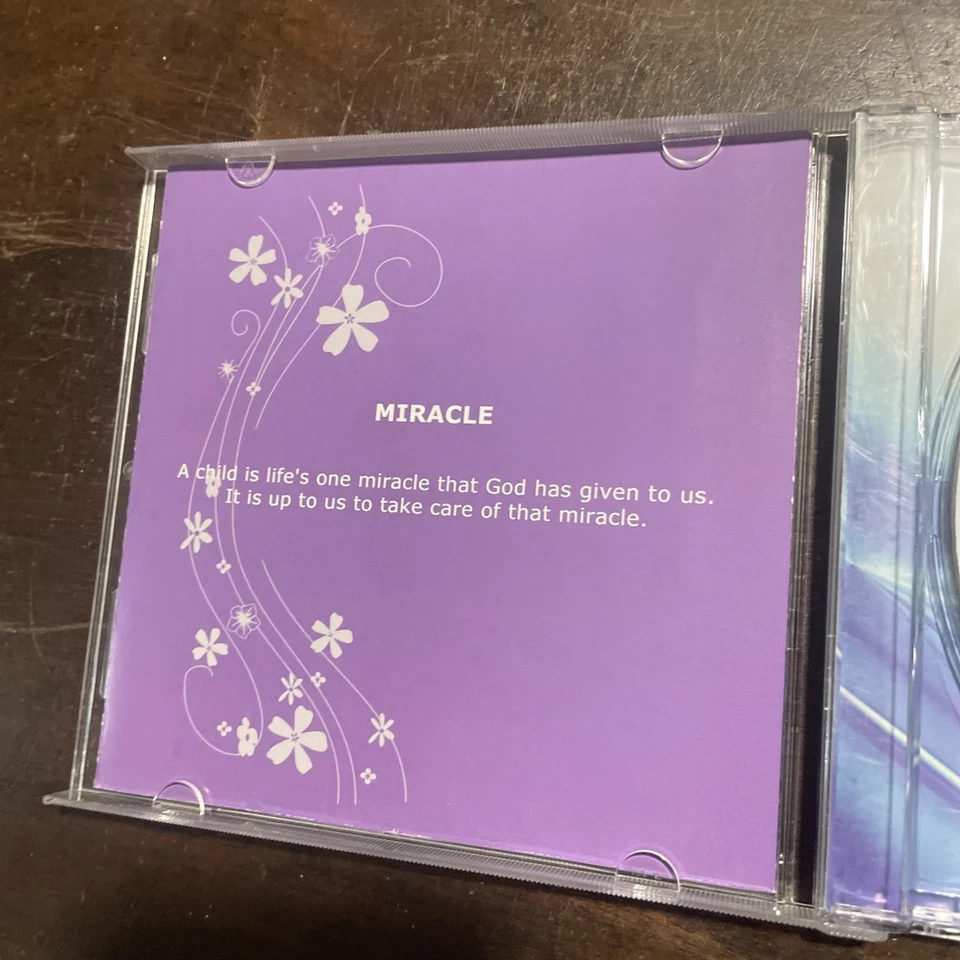 MIRACLE
A child is life's one miracle that God has given to us.
It is up to us to take care of that miracle.